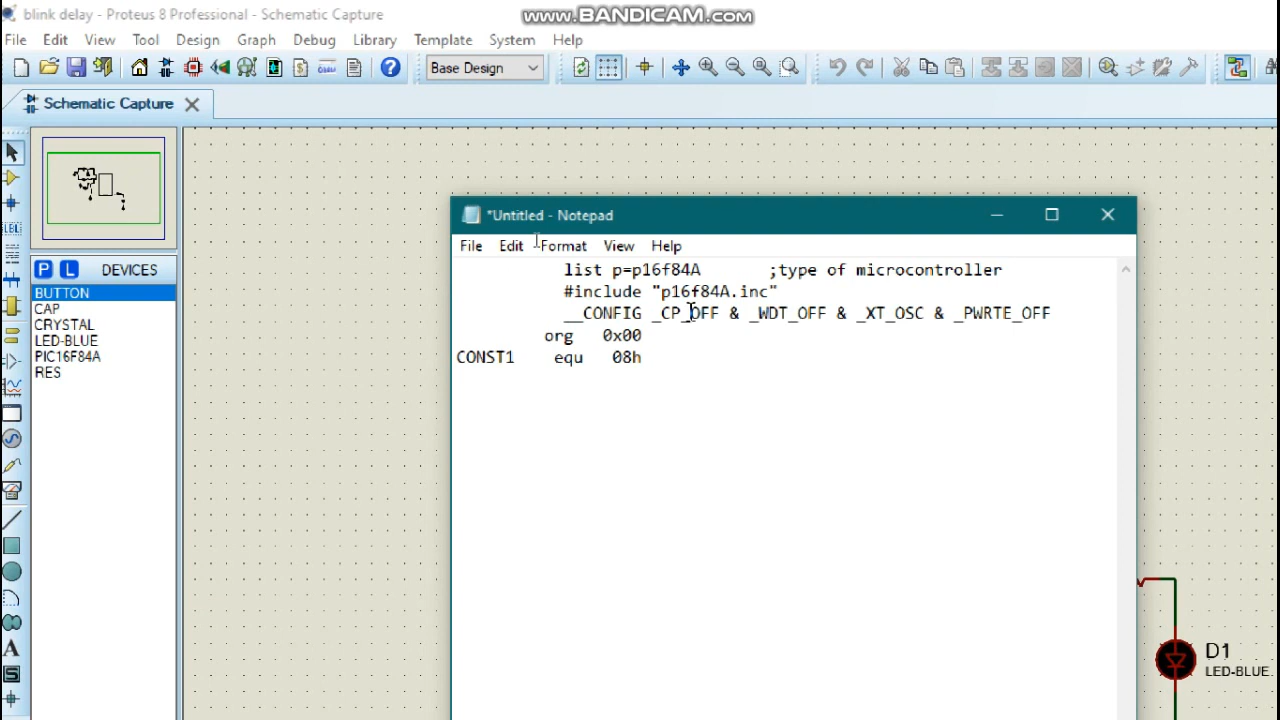 blink delay - Proteus 8 Professional - Schematic Capture
www.BANDICAM.com
File Edit View Tool Design Graph Debug Library Template System Help
Base Design
Schematic Capture
*Untitled - Notepad
File Edit Format View Help
list p=p16f84A ;type of microcontroller
#include "p16f84A.inc"
__CONFIG _CP_OFF & _WDT_OFF & _XT_OSC & _PWRTE_OFF
org 0x00
CONST1 equ 08h
P L DEVICES
BUTTON
CAP
CRYSTAL
LED-BLUE
PIC16F84A
RES
D1
LED-BLUE